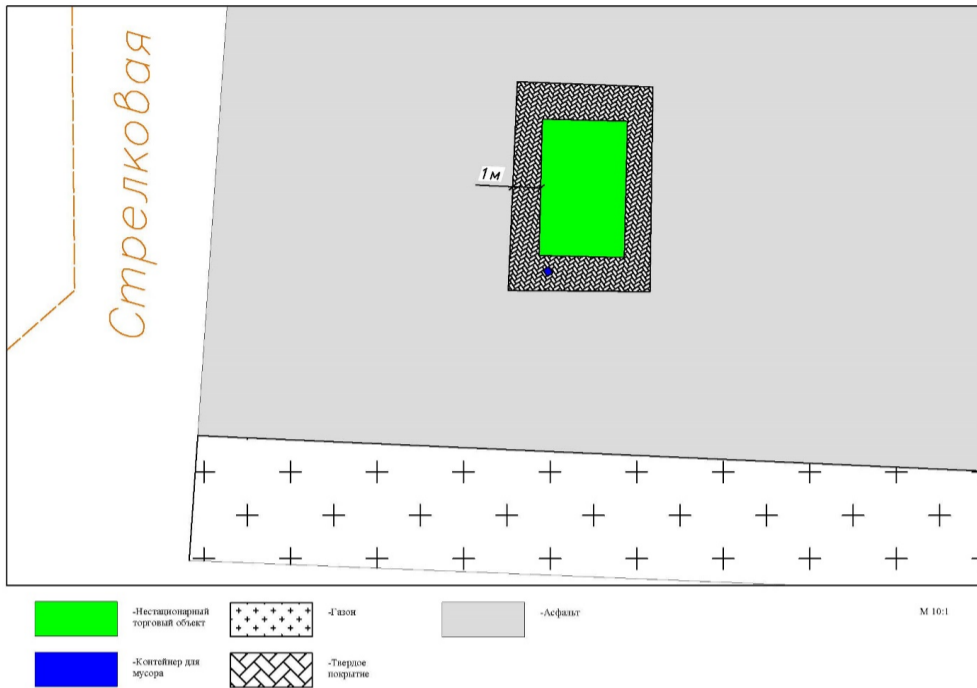 Стрелковая
1м
-Нестационарный
торговый объект
-Газон
-Асфальт
М 10:1
-Контейнер для
мусора
-Твердое
покрытие